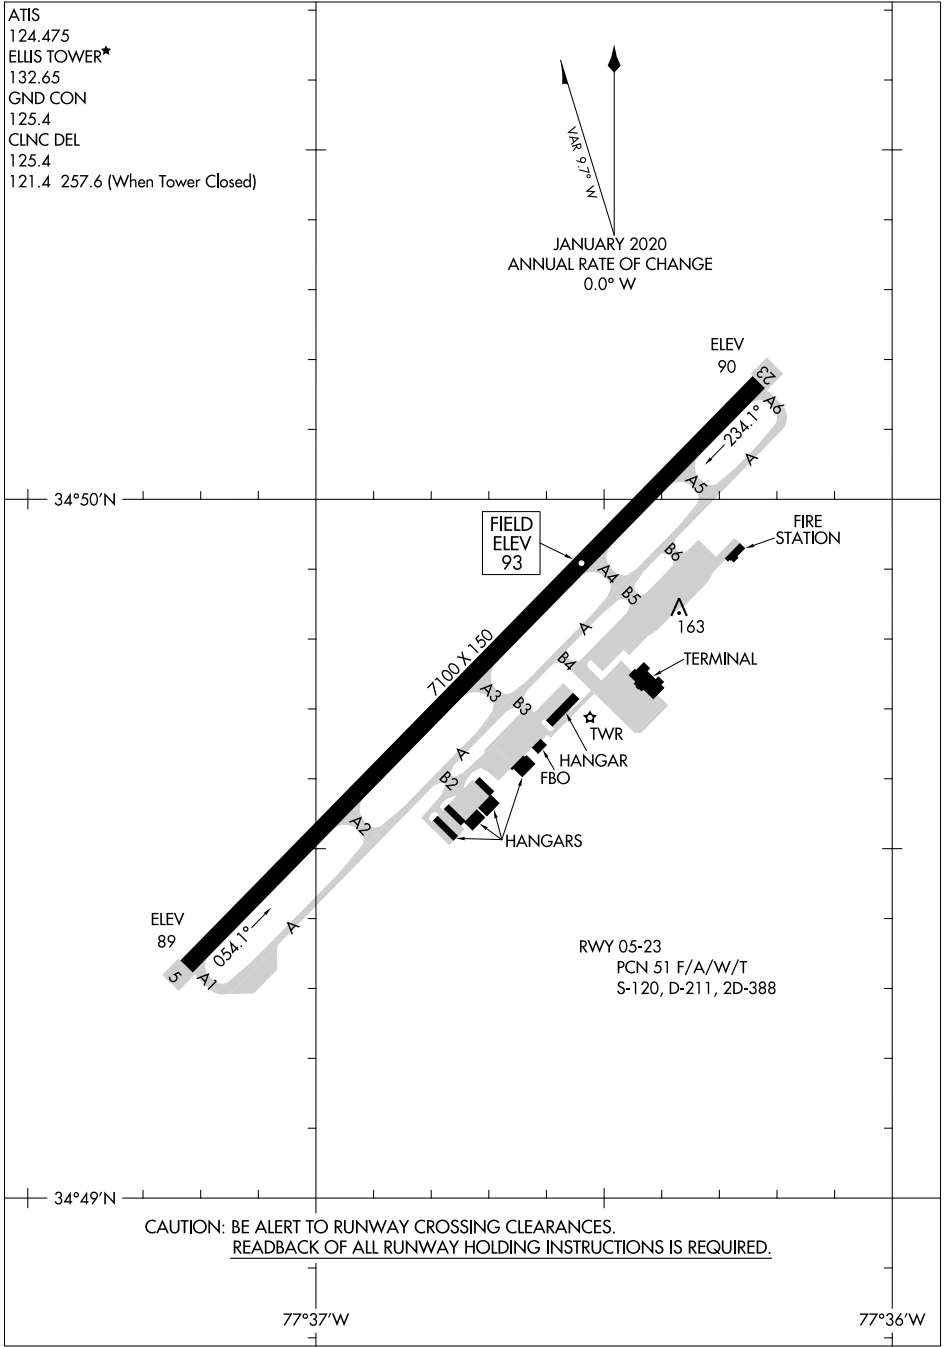 ATIS
124.475
ELLIS TOWER★
132.65
GND CON
125.4
CLNC DEL
125.4
121.4 257.6 (When Tower Closed)
VAR 9.7° W
JANUARY 2020
ANNUAL RATE OF CHANGE
0.0° W
ELEV
90
23
A6
234.1°
A
A5
34°50'N
FIELD
ELEV
93
FIRE
STATION
B6
A4
B5
163
A
7100 X 150
B4
TERMINAL
A3
B3
TWR
A
HANGAR
B2
FBO
A2
HANGARS
ELEV
89
A
054.1°
5
A1
RWY 05-23
PCN 51 F/A/W/T
S-120, D-211, 2D-388
34°49'N
CAUTION: BE ALERT TO RUNWAY CROSSING CLEARANCES.
READBACK OF ALL RUNWAY HOLDING INSTRUCTIONS IS REQUIRED.
77°37'W
77°36'W